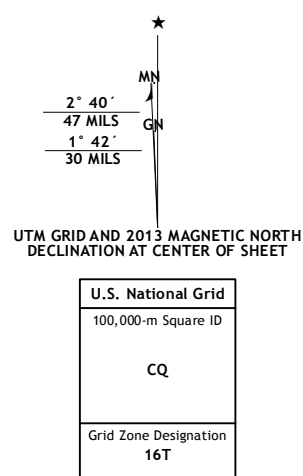 ★
MN
2° 40´
47 MILS
GN
1° 42´
30 MILS
UTM GRID AND 2013 MAGNETIC NORTH
DECLINATION AT CENTER OF SHEET
U.S. National Grid
100,000-m Square ID
CQ
Grid Zone Designation
16T